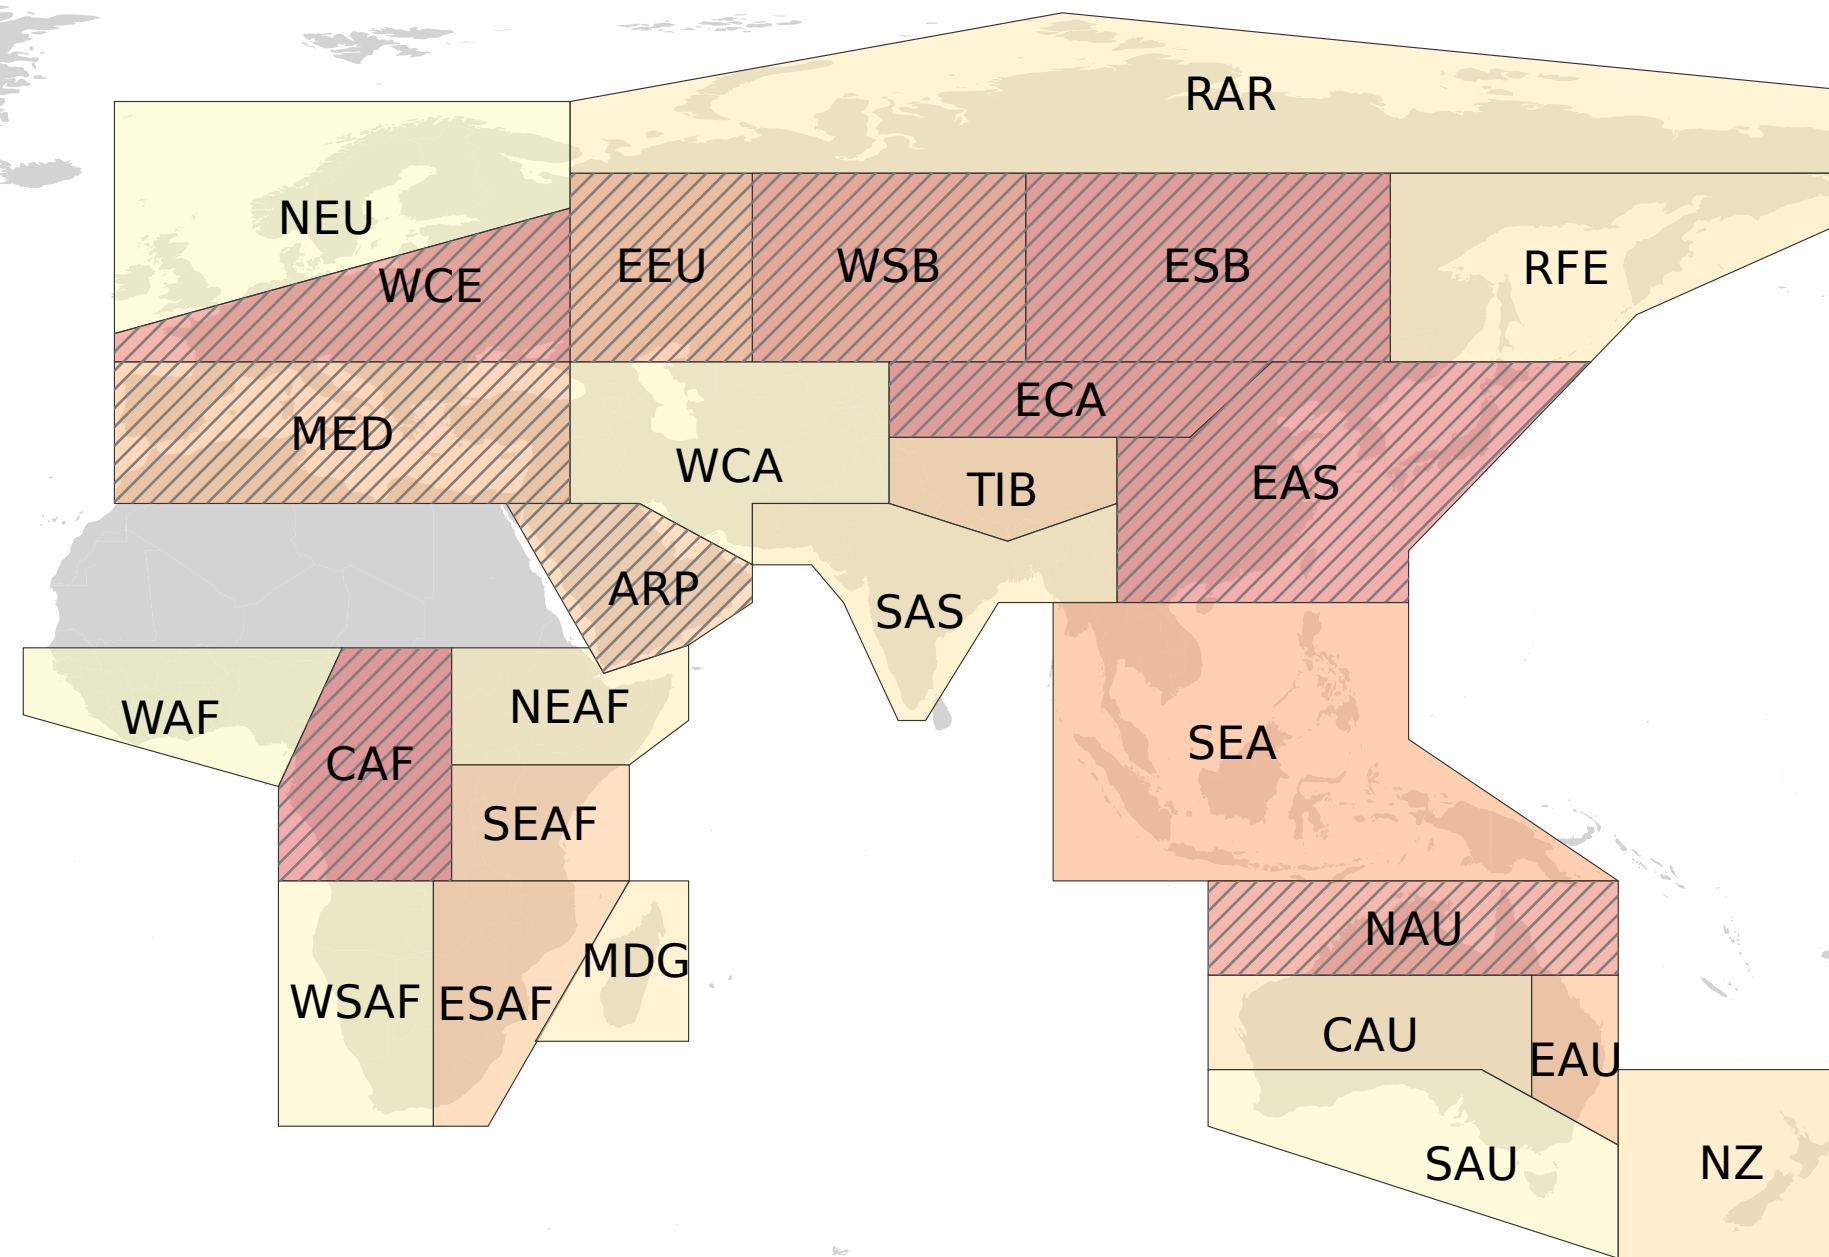 RAR
NEU
WCE
EEU
WSB
ESB
RFE
MED
WCA
ECA
TIB
EAS
ARP
SAS
WAF
CAF
NEAF
SEA
SEAF
NAU
WSAF
ESAF
MDG
CAU
EAU
SAU
NZ